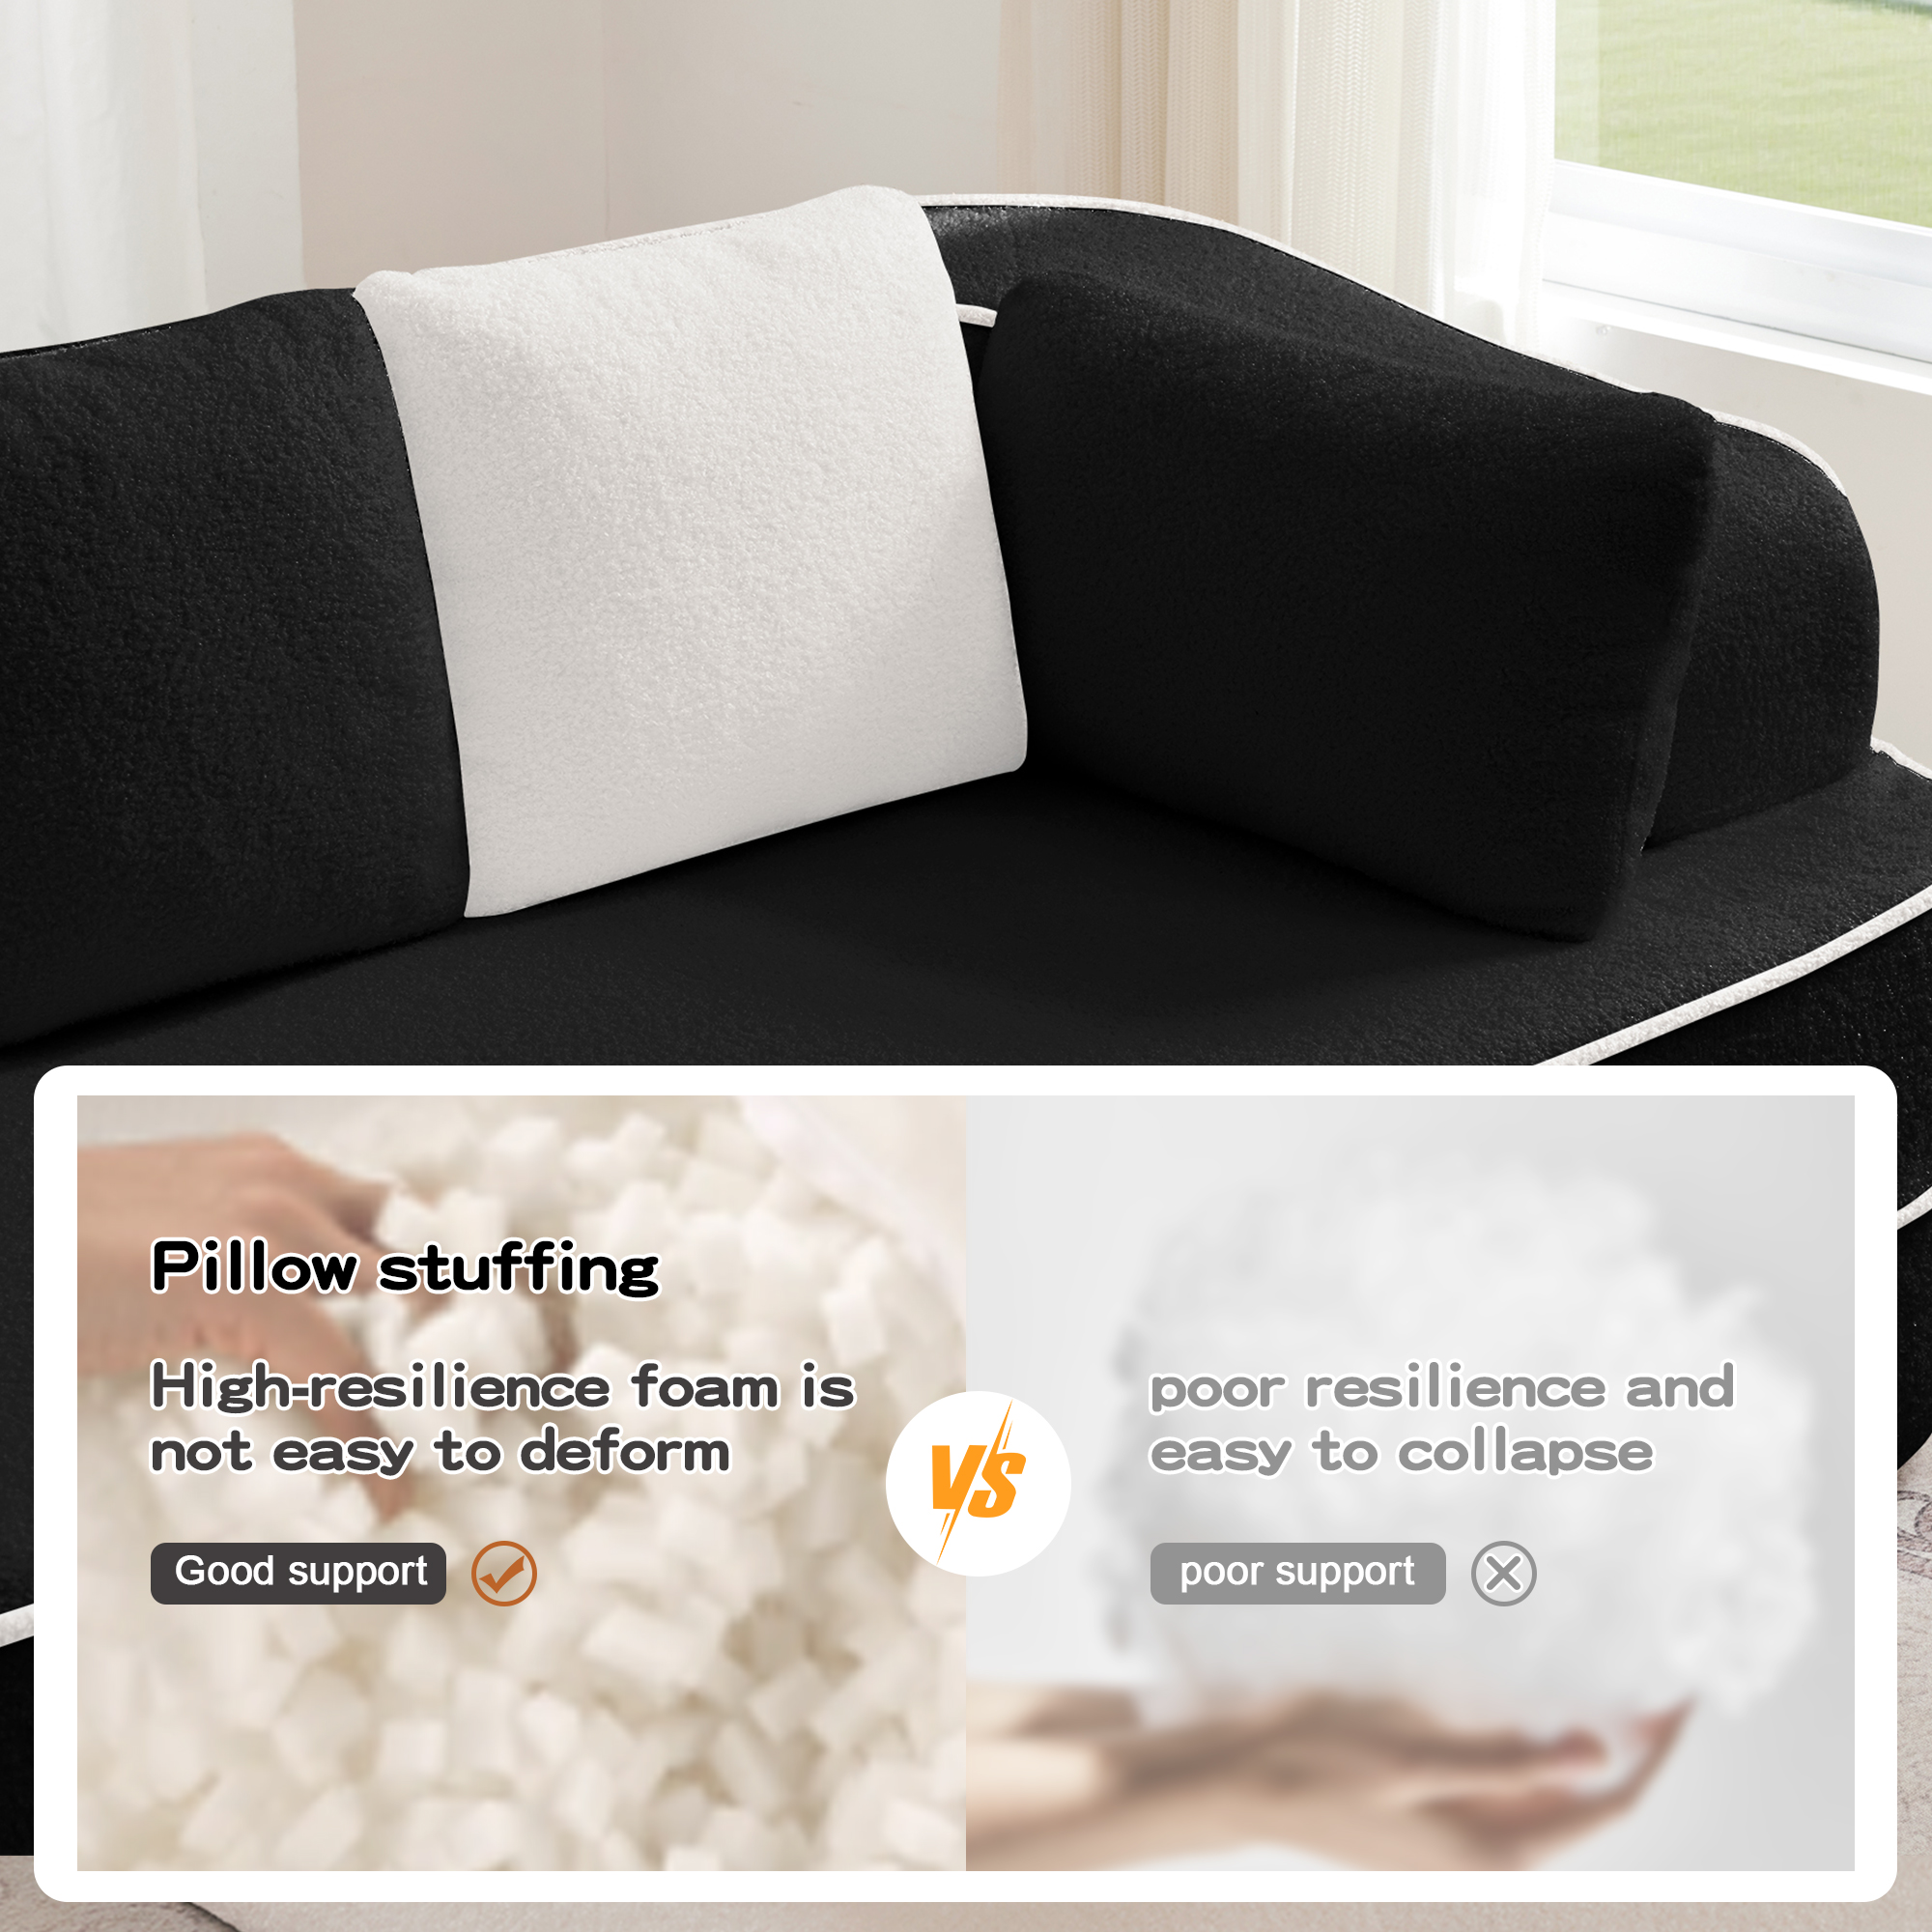 Pillow stuffing
High-resilience foam is
not easy to deform
Good support
VS
poor resilience and
easy to collapse
poor support